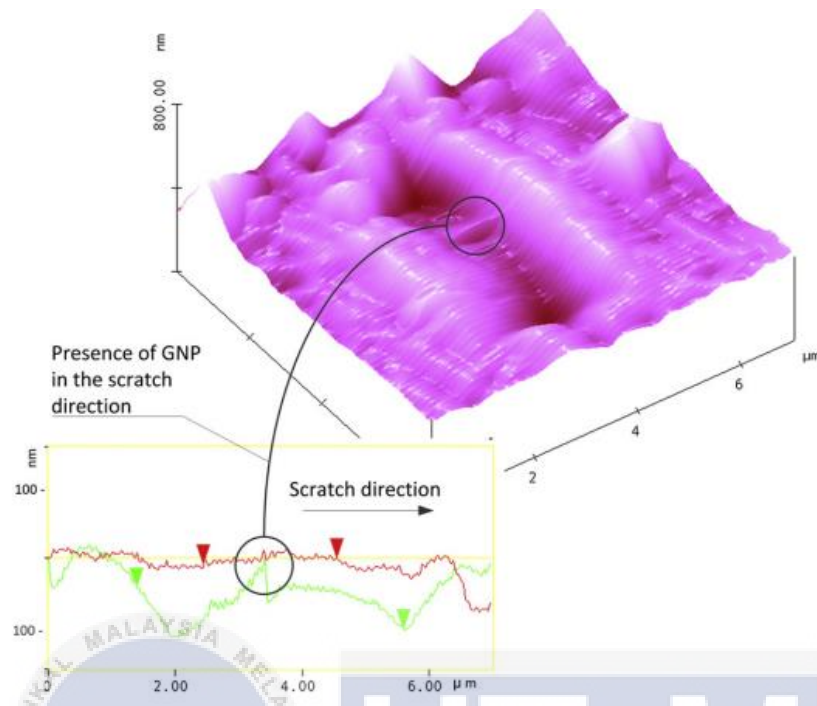 nm
800.00
Presence of GNP
in the scratch
direction
µm
6
4
2
nm
100
Scratch direction
100
0
2.00
4.00
6.00 µm
MALAYSIA